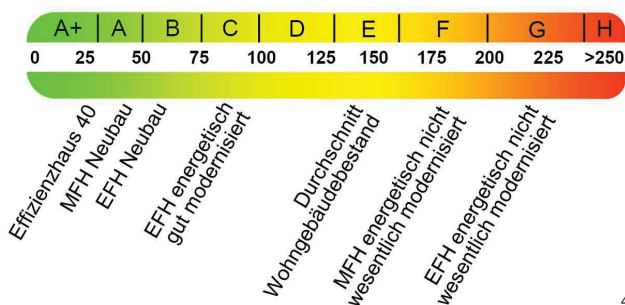 A+ A B C D E F G H
0 25 50 75 100 125 150 175 200 225 >250
Effizienzhaus 40
MFH Neubau
EFH Neubau
EFH energetisch
gut modernisiert
Durchschnitt
Wohngebäudebestand
MFH energetisch nicht
wesentlich modernisiert
EFH energetisch nicht
wesentlich modernisiert